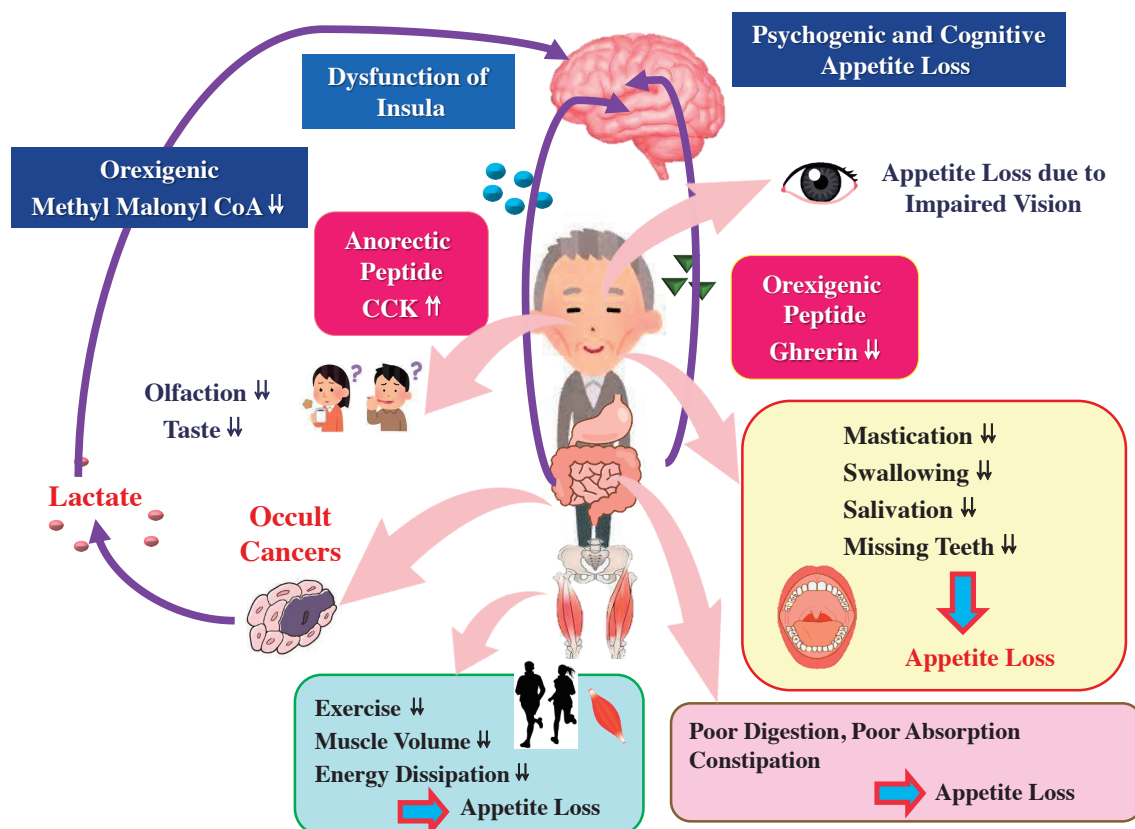 Psychogenic and Cognitive
Appetite Loss
Dysfunction of
Insula
Orexigenic
Methyl Malonyl CoA ⇊
Appetite Loss due to
Impaired Vision
Anorectic
Peptide
CCK ⇈
Orexigenic
Peptide
Ghrerin ⇊
Olfaction ⇊
Taste ⇊
? ?
Mastication ⇊
Swallowing ⇊
Salivation ⇊
Missing Teeth ⇊
Appetite Loss
Lactate
Occult
Cancers
Exercise ⇊
Muscle Volume ⇊
Energy Dissipation ⇊
Appetite Loss
Poor Digestion, Poor Absorption
Constipation
Appetite Loss